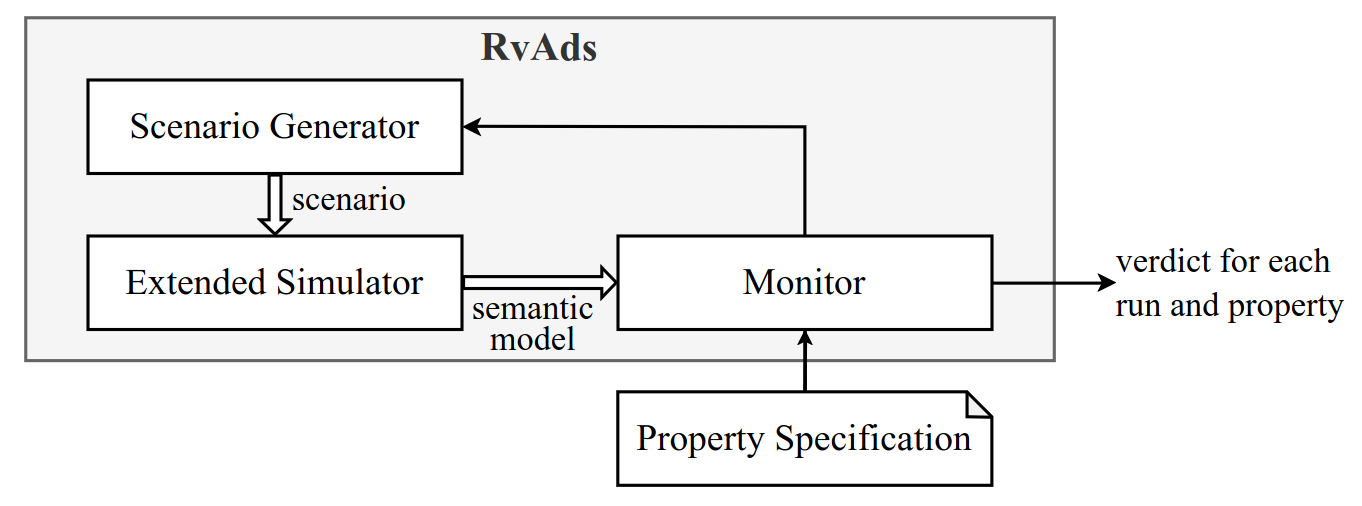 RvAds
Scenario Generator
scenario
Extended Simulator
semantic
model
Monitor
verdict for each
run and property
Property Specification